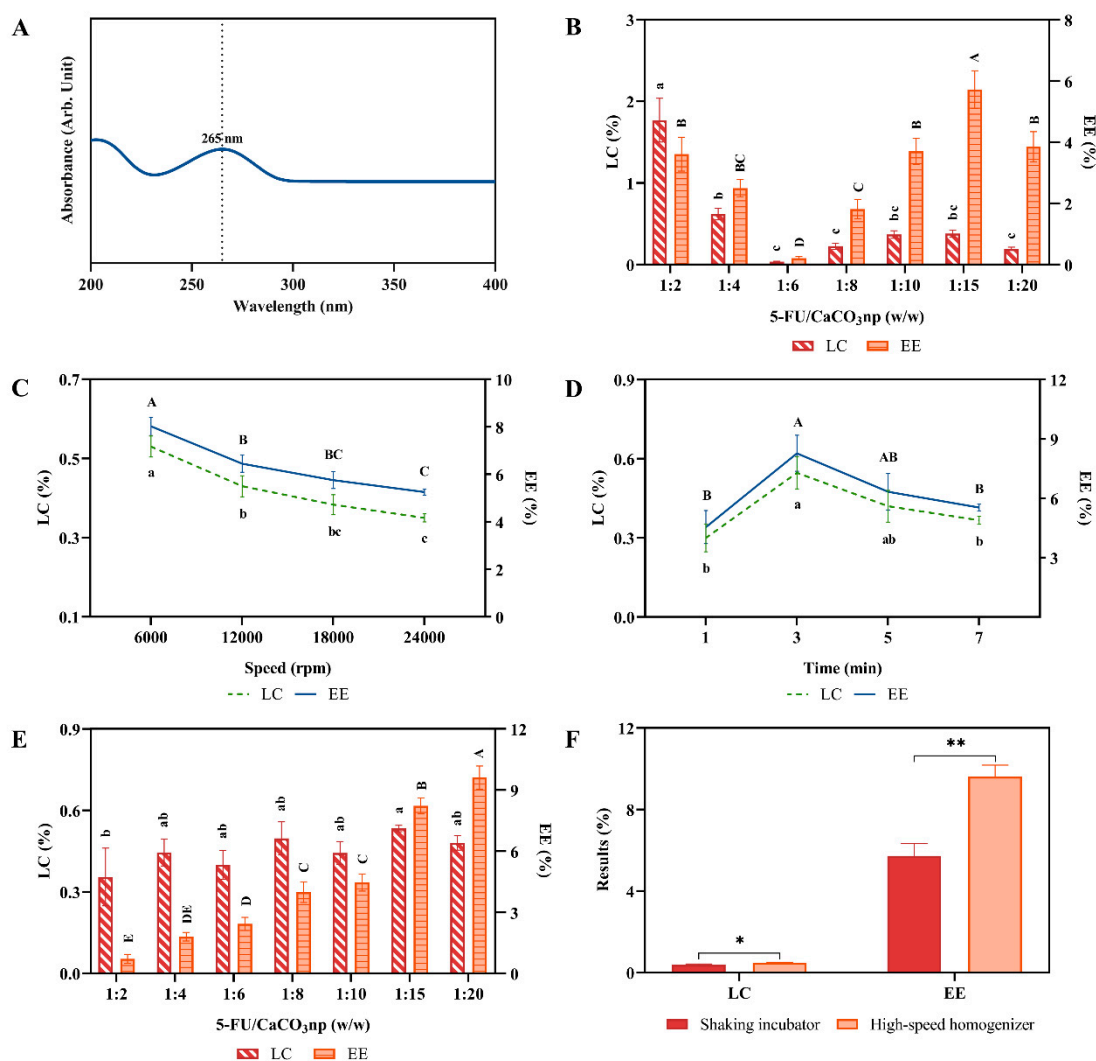 A
Absorbance (Arb. Unit)
265 nm
200 250 300 350 400
Wavelength (nm)
B
LC (%)
3
2
1
0
a B b BC c D c C bc B bc A c B
8
6
4
2
0
EE (%)
1:2 1:4 1:6 1:8 1:10 1:15 1:20
5-FU/CaCO₃np (w/w)
LC EE
C
LC (%)
0.7
0.5
0.3
0.1
A B BC C
a b bc c
10
8
6
4
2
0
EE (%)
6000 12000 18000 24000
Speed (rpm)
LC EE
D
LC (%)
0.9
0.6
0.3
0.0
B A AB B
b a ab b
12
9
6
3
EE (%)
1 3 5 7
Time (min)
LC EE
E
LC (%)
0.9
0.6
0.3
0.0
b E ab DE ab D ab C ab C a B ab A
12
9
6
3
0
EE (%)
1:2 1:4 1:6 1:8 1:10 1:15 1:20
5-FU/CaCO₃np (w/w)
LC EE
F
Results (%)
12
8
4
0
* **
LC EE
Shaking incubator High-speed homogenizer